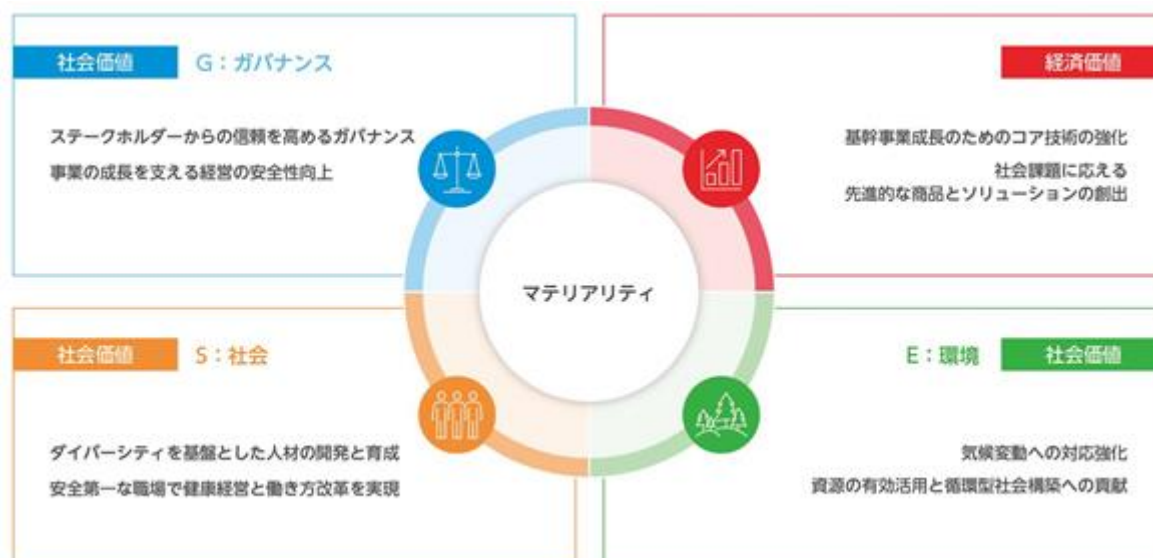 社会価値 G：ガバナンス
ステークホルダーからの信頼を高めるガバナンス
事業の成長を支える経営の安全性向上
経済価値
基幹事業成長のためのコア技術の強化
社会課題に応える
先進的な商品とソリューションの創出
マテリアリティ
社会価値 S：社会
ダイバーシティを基盤とした人材の開発と育成
安全第一な職場で健康経営と働き方改革を実現
E：環境 社会価値
気候変動への対応強化
資源の有効活用と循環型社会構築への貢献